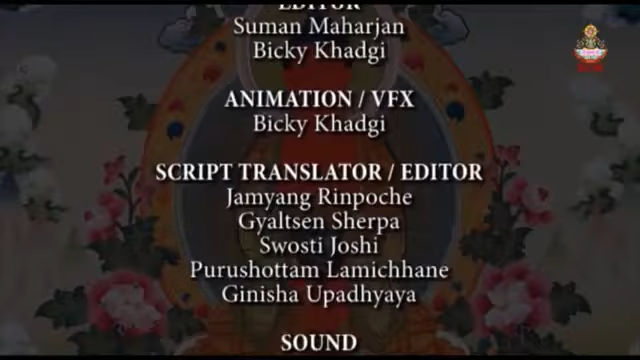 EDITOR
Suman Maharjan
Bicky Khadgi
ANIMATION / VFX
Bicky Khadgi
SCRIPT TRANSLATOR / EDITOR
Jamyang Rinpoche
Gyaltsen Sherpa
Swosti Joshi
Purushottam Lamichhane
Ginisha Upadhyaya
SOUND